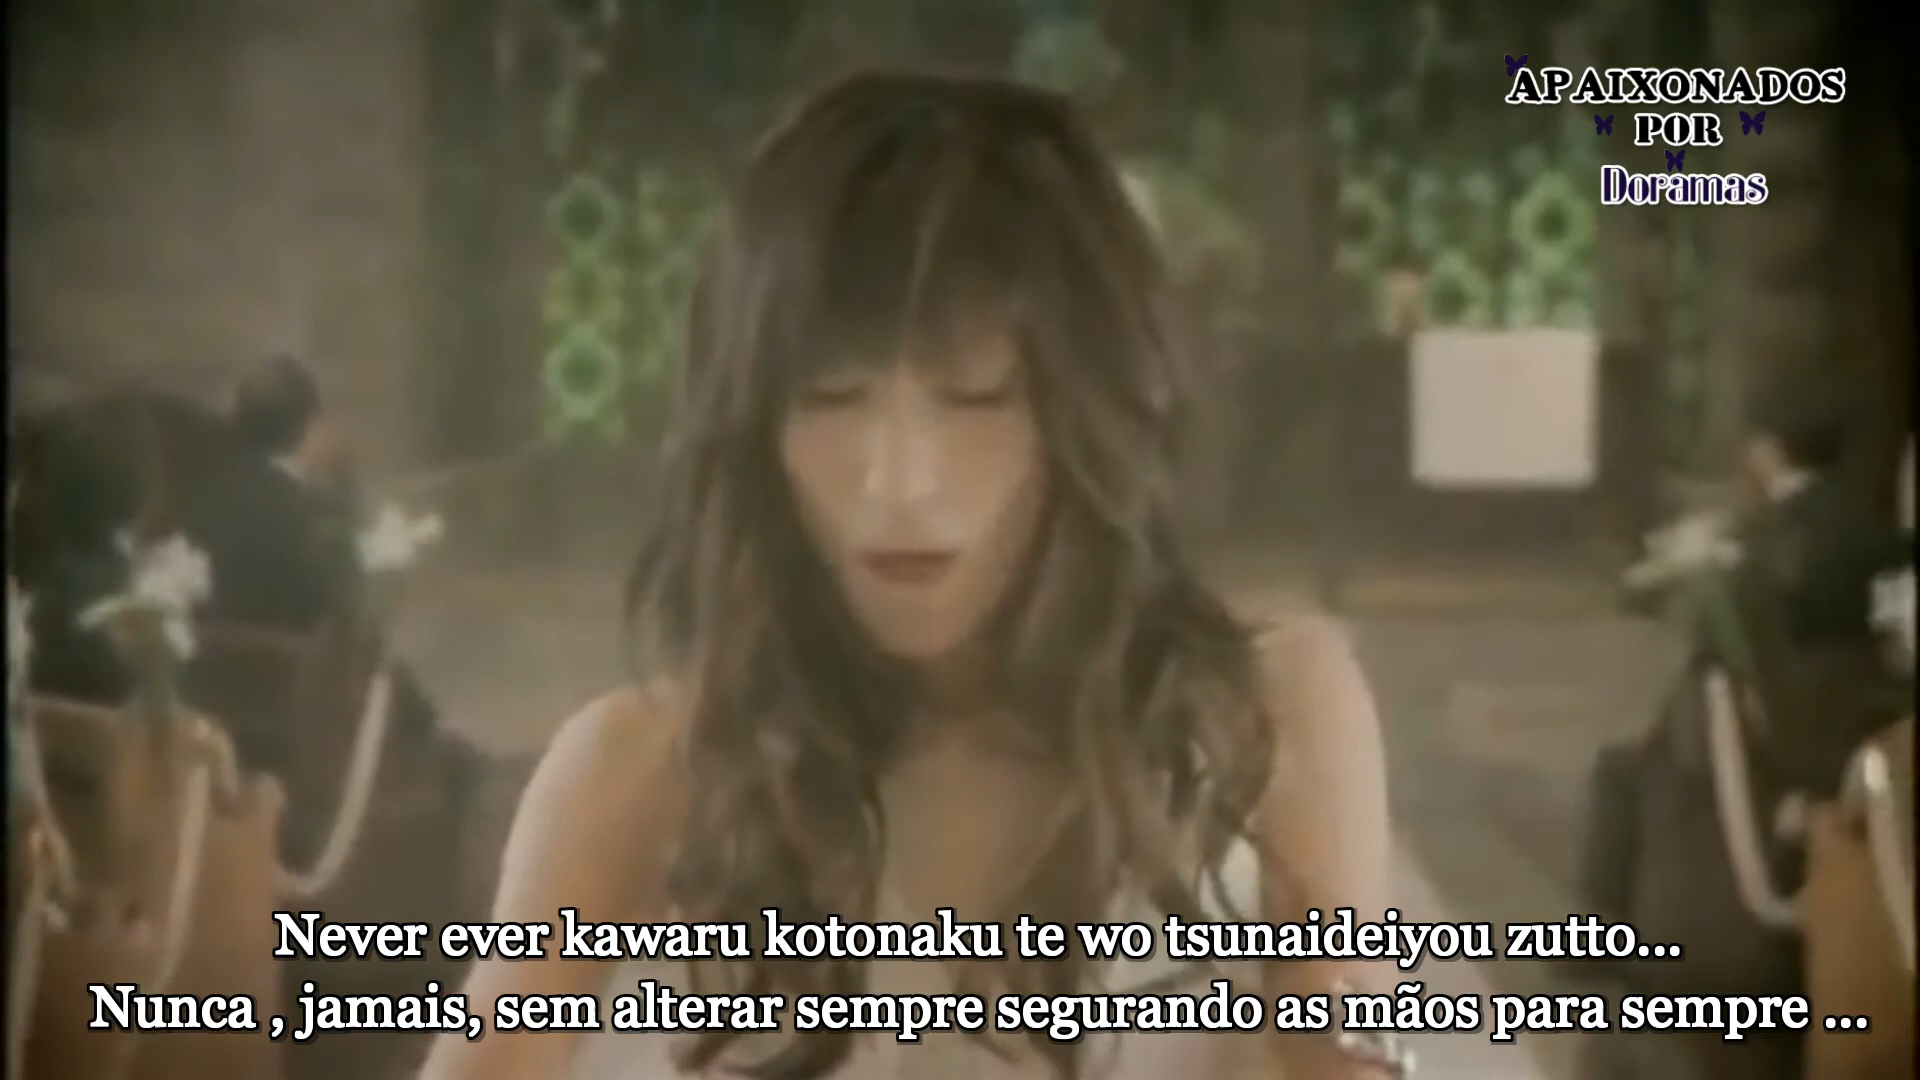 APAIXONADOS
POR
Doramas
Never ever kawaru kotonaku te wo tsunaideiyou zutto...
Nunca , jamais, sem alterar sempre segurando as mãos para sempre ...